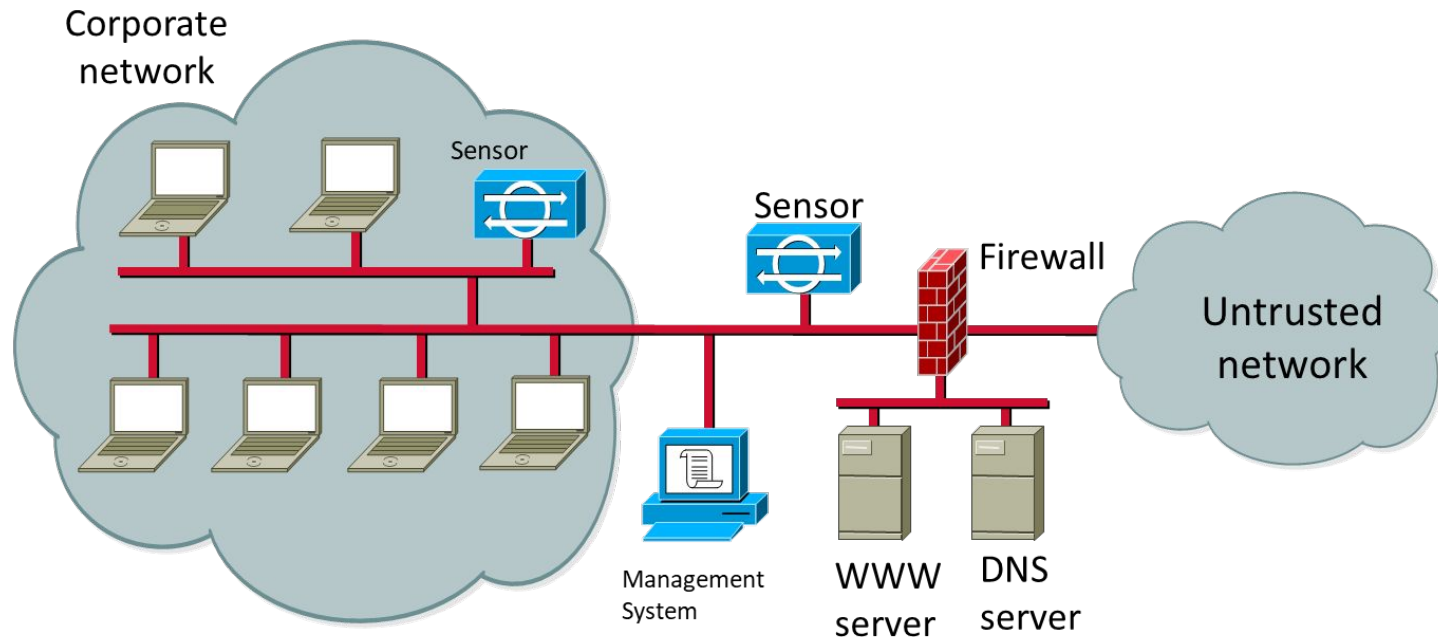 Corporate
network
Sensor
Sensor
Firewall
Untrusted
network
Management
System
WWW
server
DNS
server